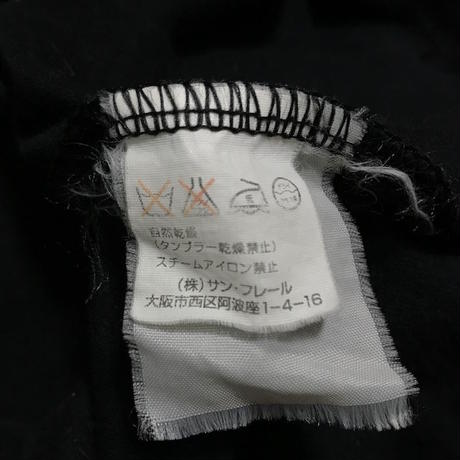 自然乾燥
(タンブラー乾燥禁止)
スチームアイロン禁止
(株)サン・フレール
大阪市西区阿波座1-4-16